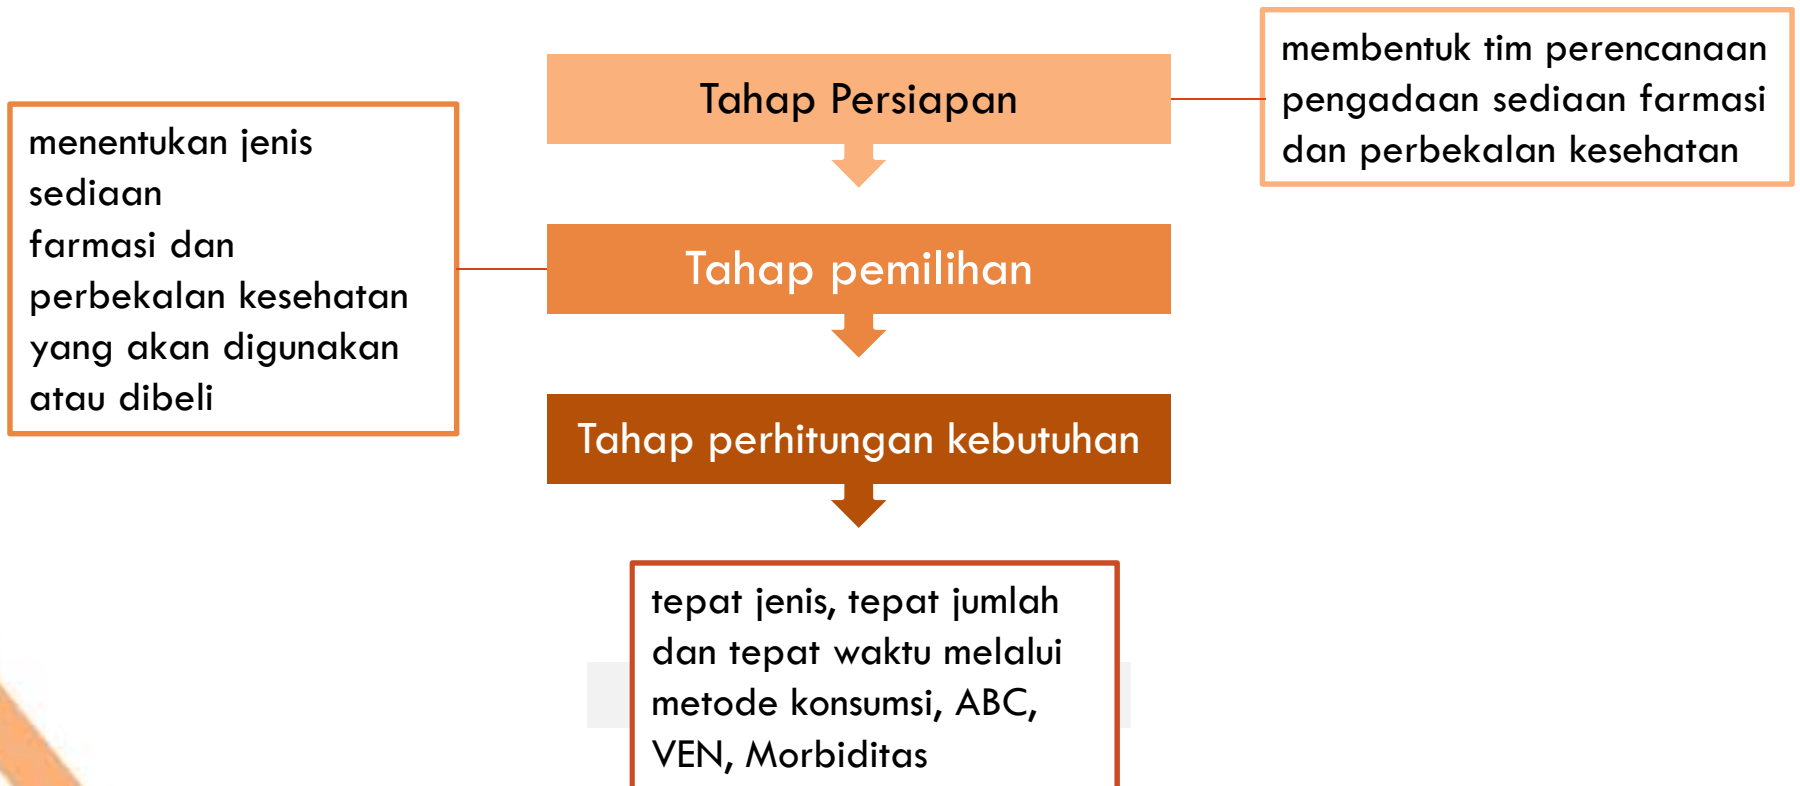 Tahap Persiapan
membentuk tim perencanaan
pengadaan sediaan farmasi
dan perbekalan kesehatan
Tahap pemilihan
menentukan jenis
sediaan
farmasi dan
perbekalan kesehatan
yang akan digunakan
atau dibeli
Tahap perhitungan kebutuhan
tepat jenis, tepat jumlah
dan tepat waktu melalui
metode konsumsi, ABC,
VEN, Morbiditas